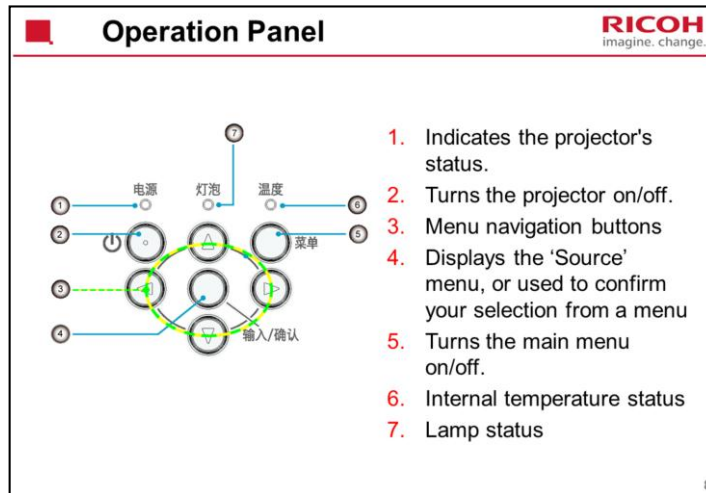 Operation Panel
RICOH
imagine. change.
7
电源 灯泡 温度
1
6
2
5
菜单
3
4
输入/确认
1. Indicates the projector's
status.
2. Turns the projector on/off.
3. Menu navigation buttons
4. Displays the ‘Source’
menu, or used to confirm
your selection from a menu
5. Turns the main menu
on/off.
6. Internal temperature status
7. Lamp status